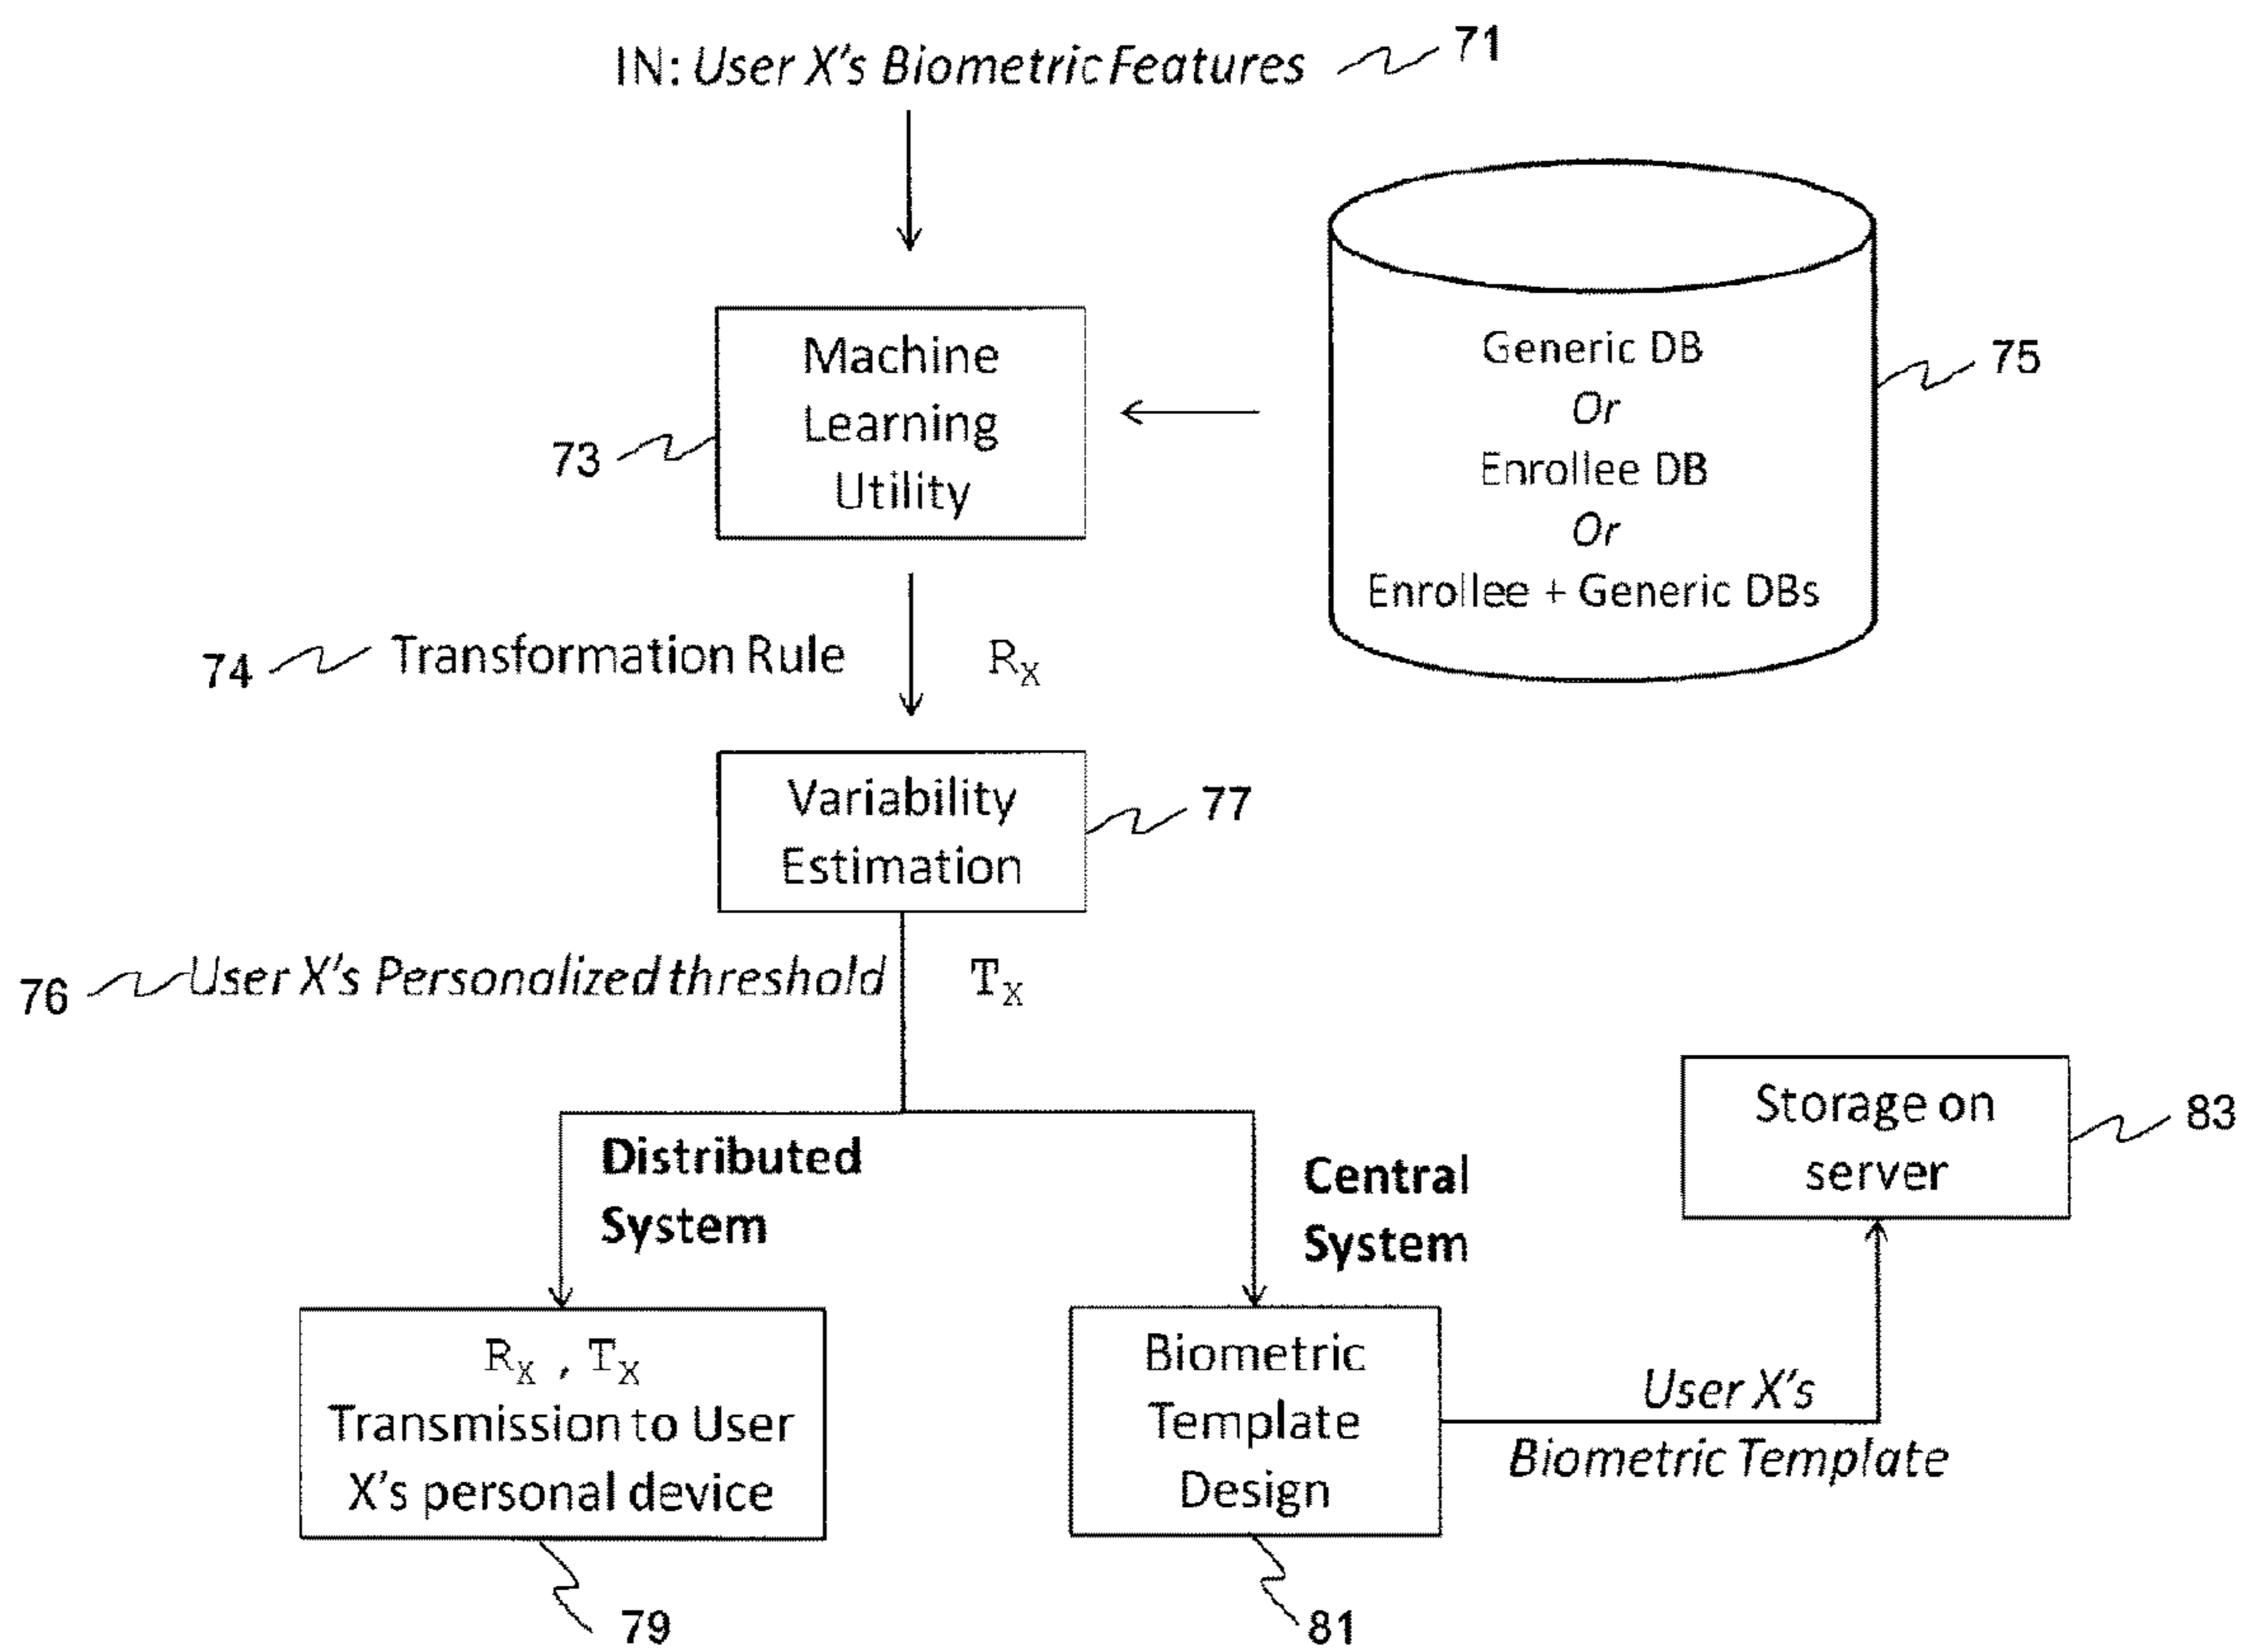 IN: User X's Biometric Features
71
Machine
Learning
Utility
73
Generic DB
Or
Enrollee DB
Or
Enrollee + Generic DBs
75
74
Transformation Rule
RX
Variability
Estimation
77
76
User X's Personalized threshold
TX
Distributed
System
Central
System
Storage on
server
83
RX , TX
Transmission to User
X's personal device
79
Biometric
Template
Design
81
User X's
Biometric Template